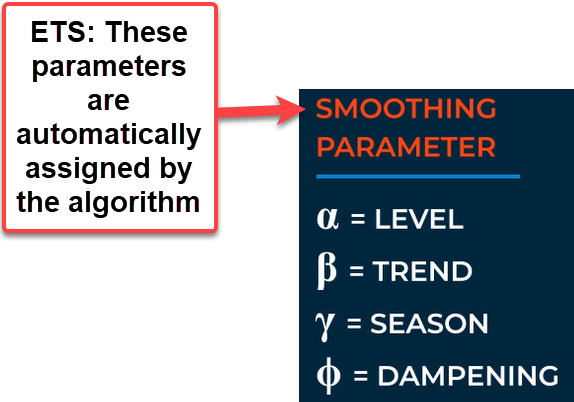 ETS: These
parameters
are
automatically
assigned by
the algorithm
SMOOTHING
PARAMETER
α = LEVEL
β = TREND
γ = SEASON
ϕ = DAMPENING